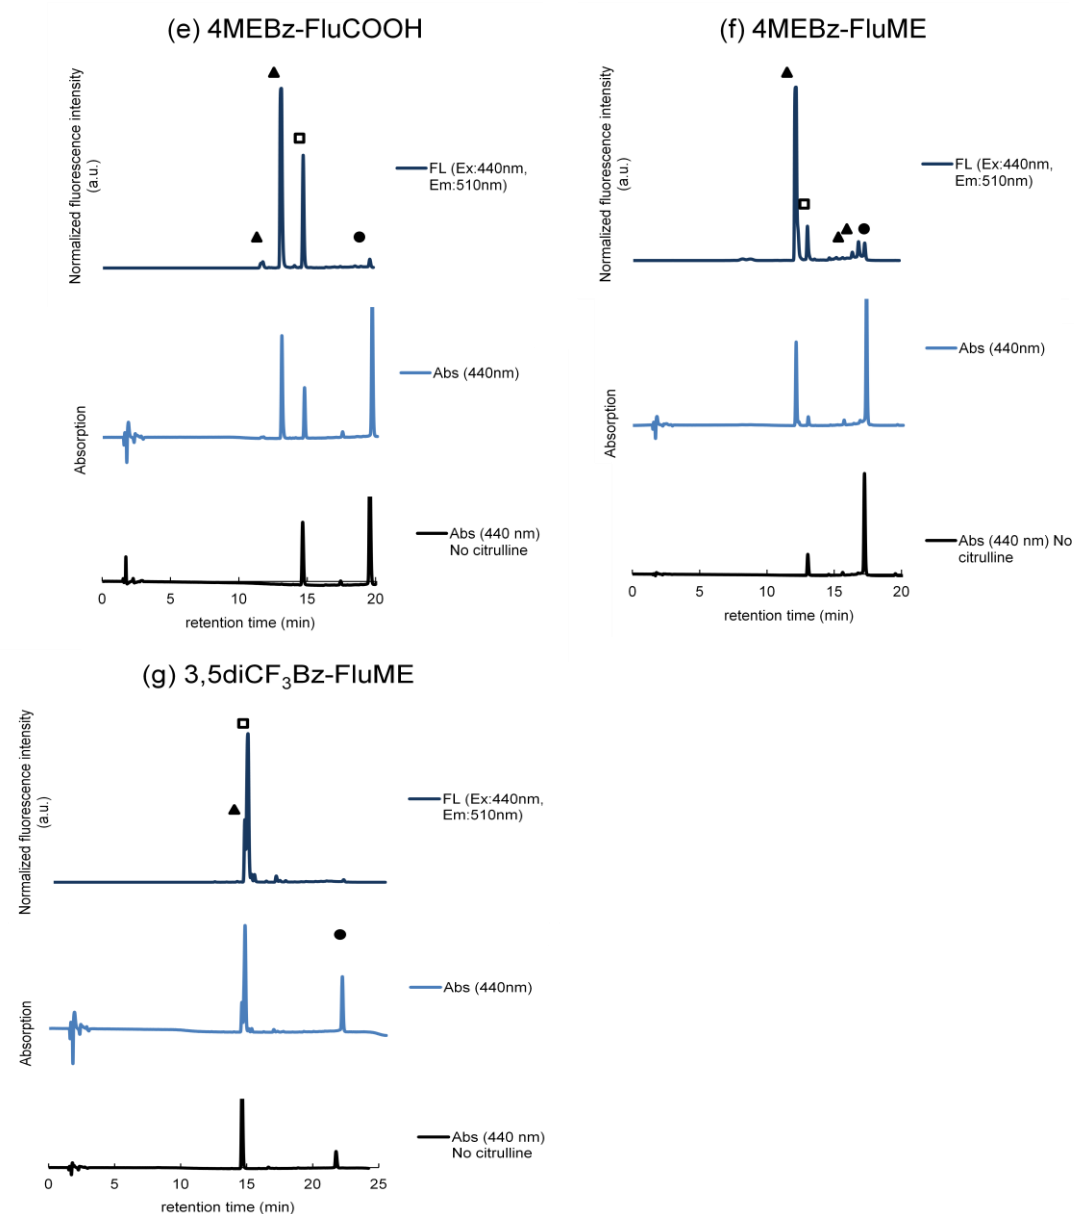 (e) 4MEBz-FluCOOH
Normalized fluorescence intensity
(a.u.)
FL (Ex:440nm,
Em:510nm)
Absorption
Abs (440nm)
Abs (440 nm)
No citrulline
0 5 10 15 20
retention time (min)
(f) 4MEBz-FluME
Normalized fluorescence intensity
(a.u.)
FL (Ex:440nm,
Em:510nm)
Absorption
Abs (440nm)
Abs (440 nm) No
citrulline
0 5 10 15 20
retention time (min)
(g) 3,5diCF₃Bz-FluME
Normalized fluorescence intensity
(a.u.)
FL (Ex:440nm,
Em:510nm)
Absorption
Abs (440nm)
Abs (440 nm)
No citrulline
0 5 10 15 20 25
retention time (min)